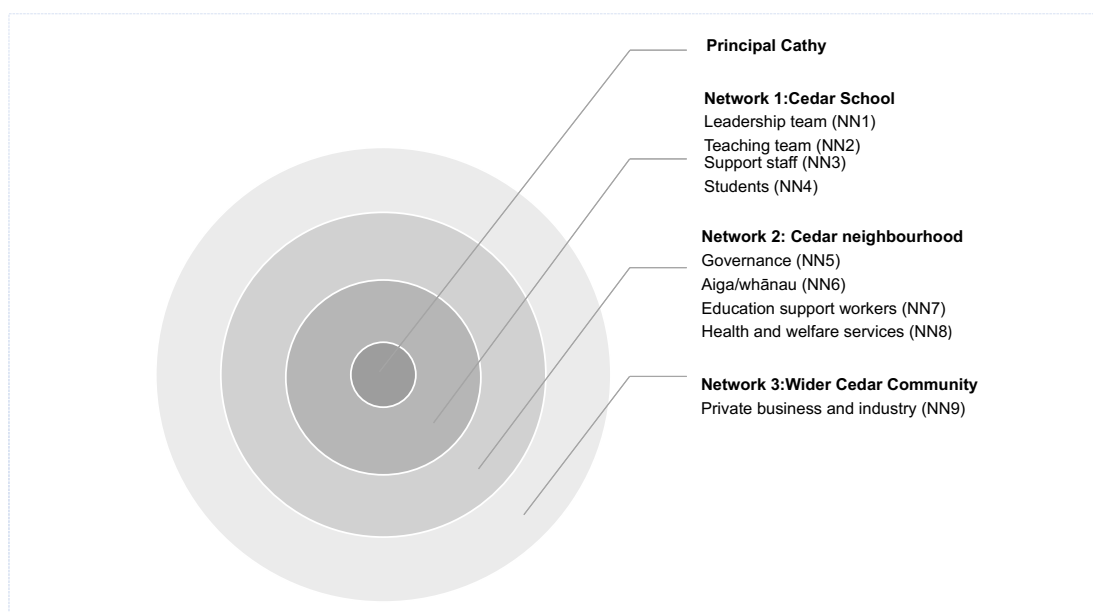 Principal Cathy
Network 1:Cedar School
Leadership team (NN1)
Teaching team (NN2)
Support staff (NN3)
Students (NN4)
Network 2: Cedar neighbourhood
Governance (NN5)
Aiga/whānau (NN6)
Education support workers (NN7)
Health and welfare services (NN8)
Network 3:Wider Cedar Community
Private business and industry (NN9)